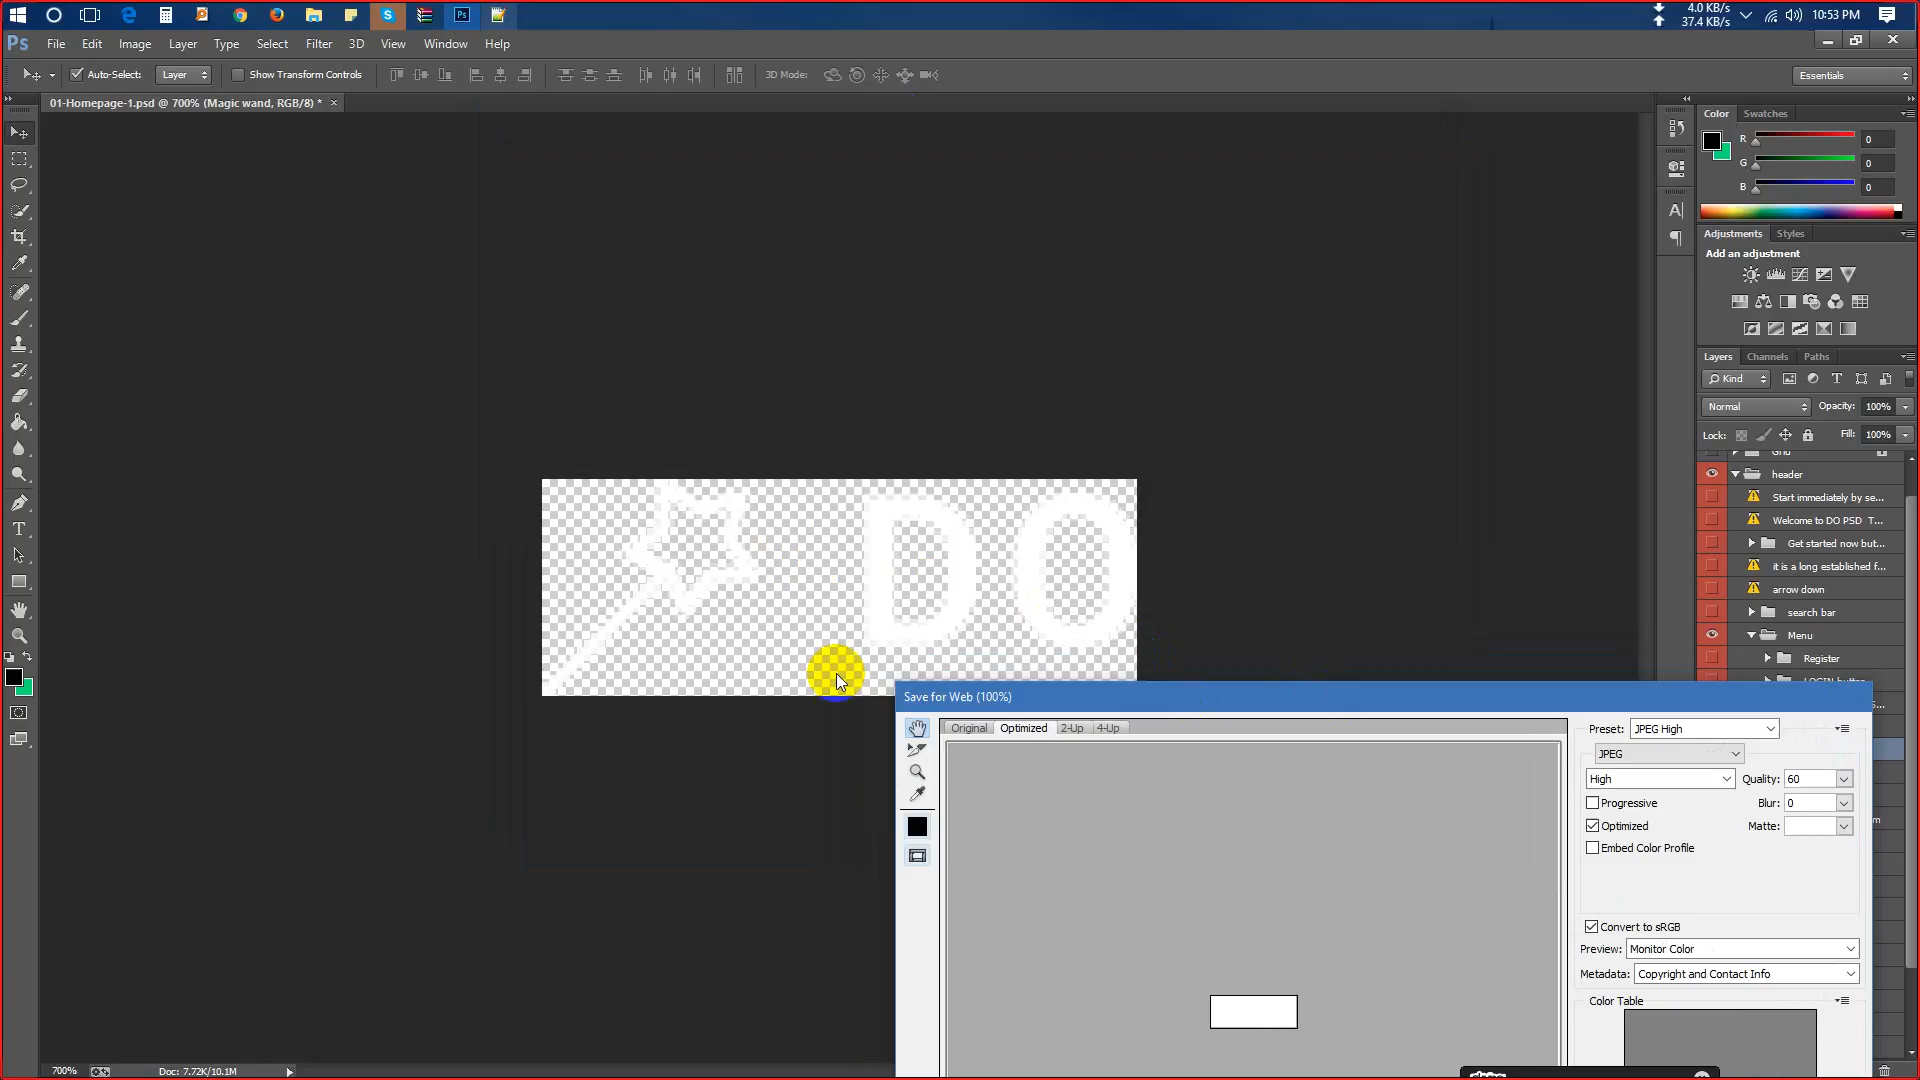 4.0 KB/s
37.4 KB/s
10:53 PM
Ps
File Edit Image Layer Type Select Filter 3D View Window Help
Auto-Select: Layer Show Transform Controls 3D Mode: Essentials
01-Homepage-1.psd @ 700% (Magic wand, RGB/8) * ×
Color Swatches
R 0
G 0
B 0
Adjustments Styles
Add an adjustment
Layers Channels Paths
Kind
Normal Opacity: 100%
Lock: Fill: 100%
Grid
header
Start immediately by se...
Welcome to DO PSD T...
Get started now but...
it is a long established f...
arrow down
search bar
Menu
Register
LOGIN button
DO
Save for Web (100%)
Original Optimized 2-Up 4-Up
Preset: JPEG High
JPEG
High Quality: 60
Progressive Blur: 0
Optimized Matte:
Embed Color Profile
Convert to sRGB
Preview: Monitor Color
Metadata: Copyright and Contact Info
Color Table
700% Doc: 7.72K/10.1M